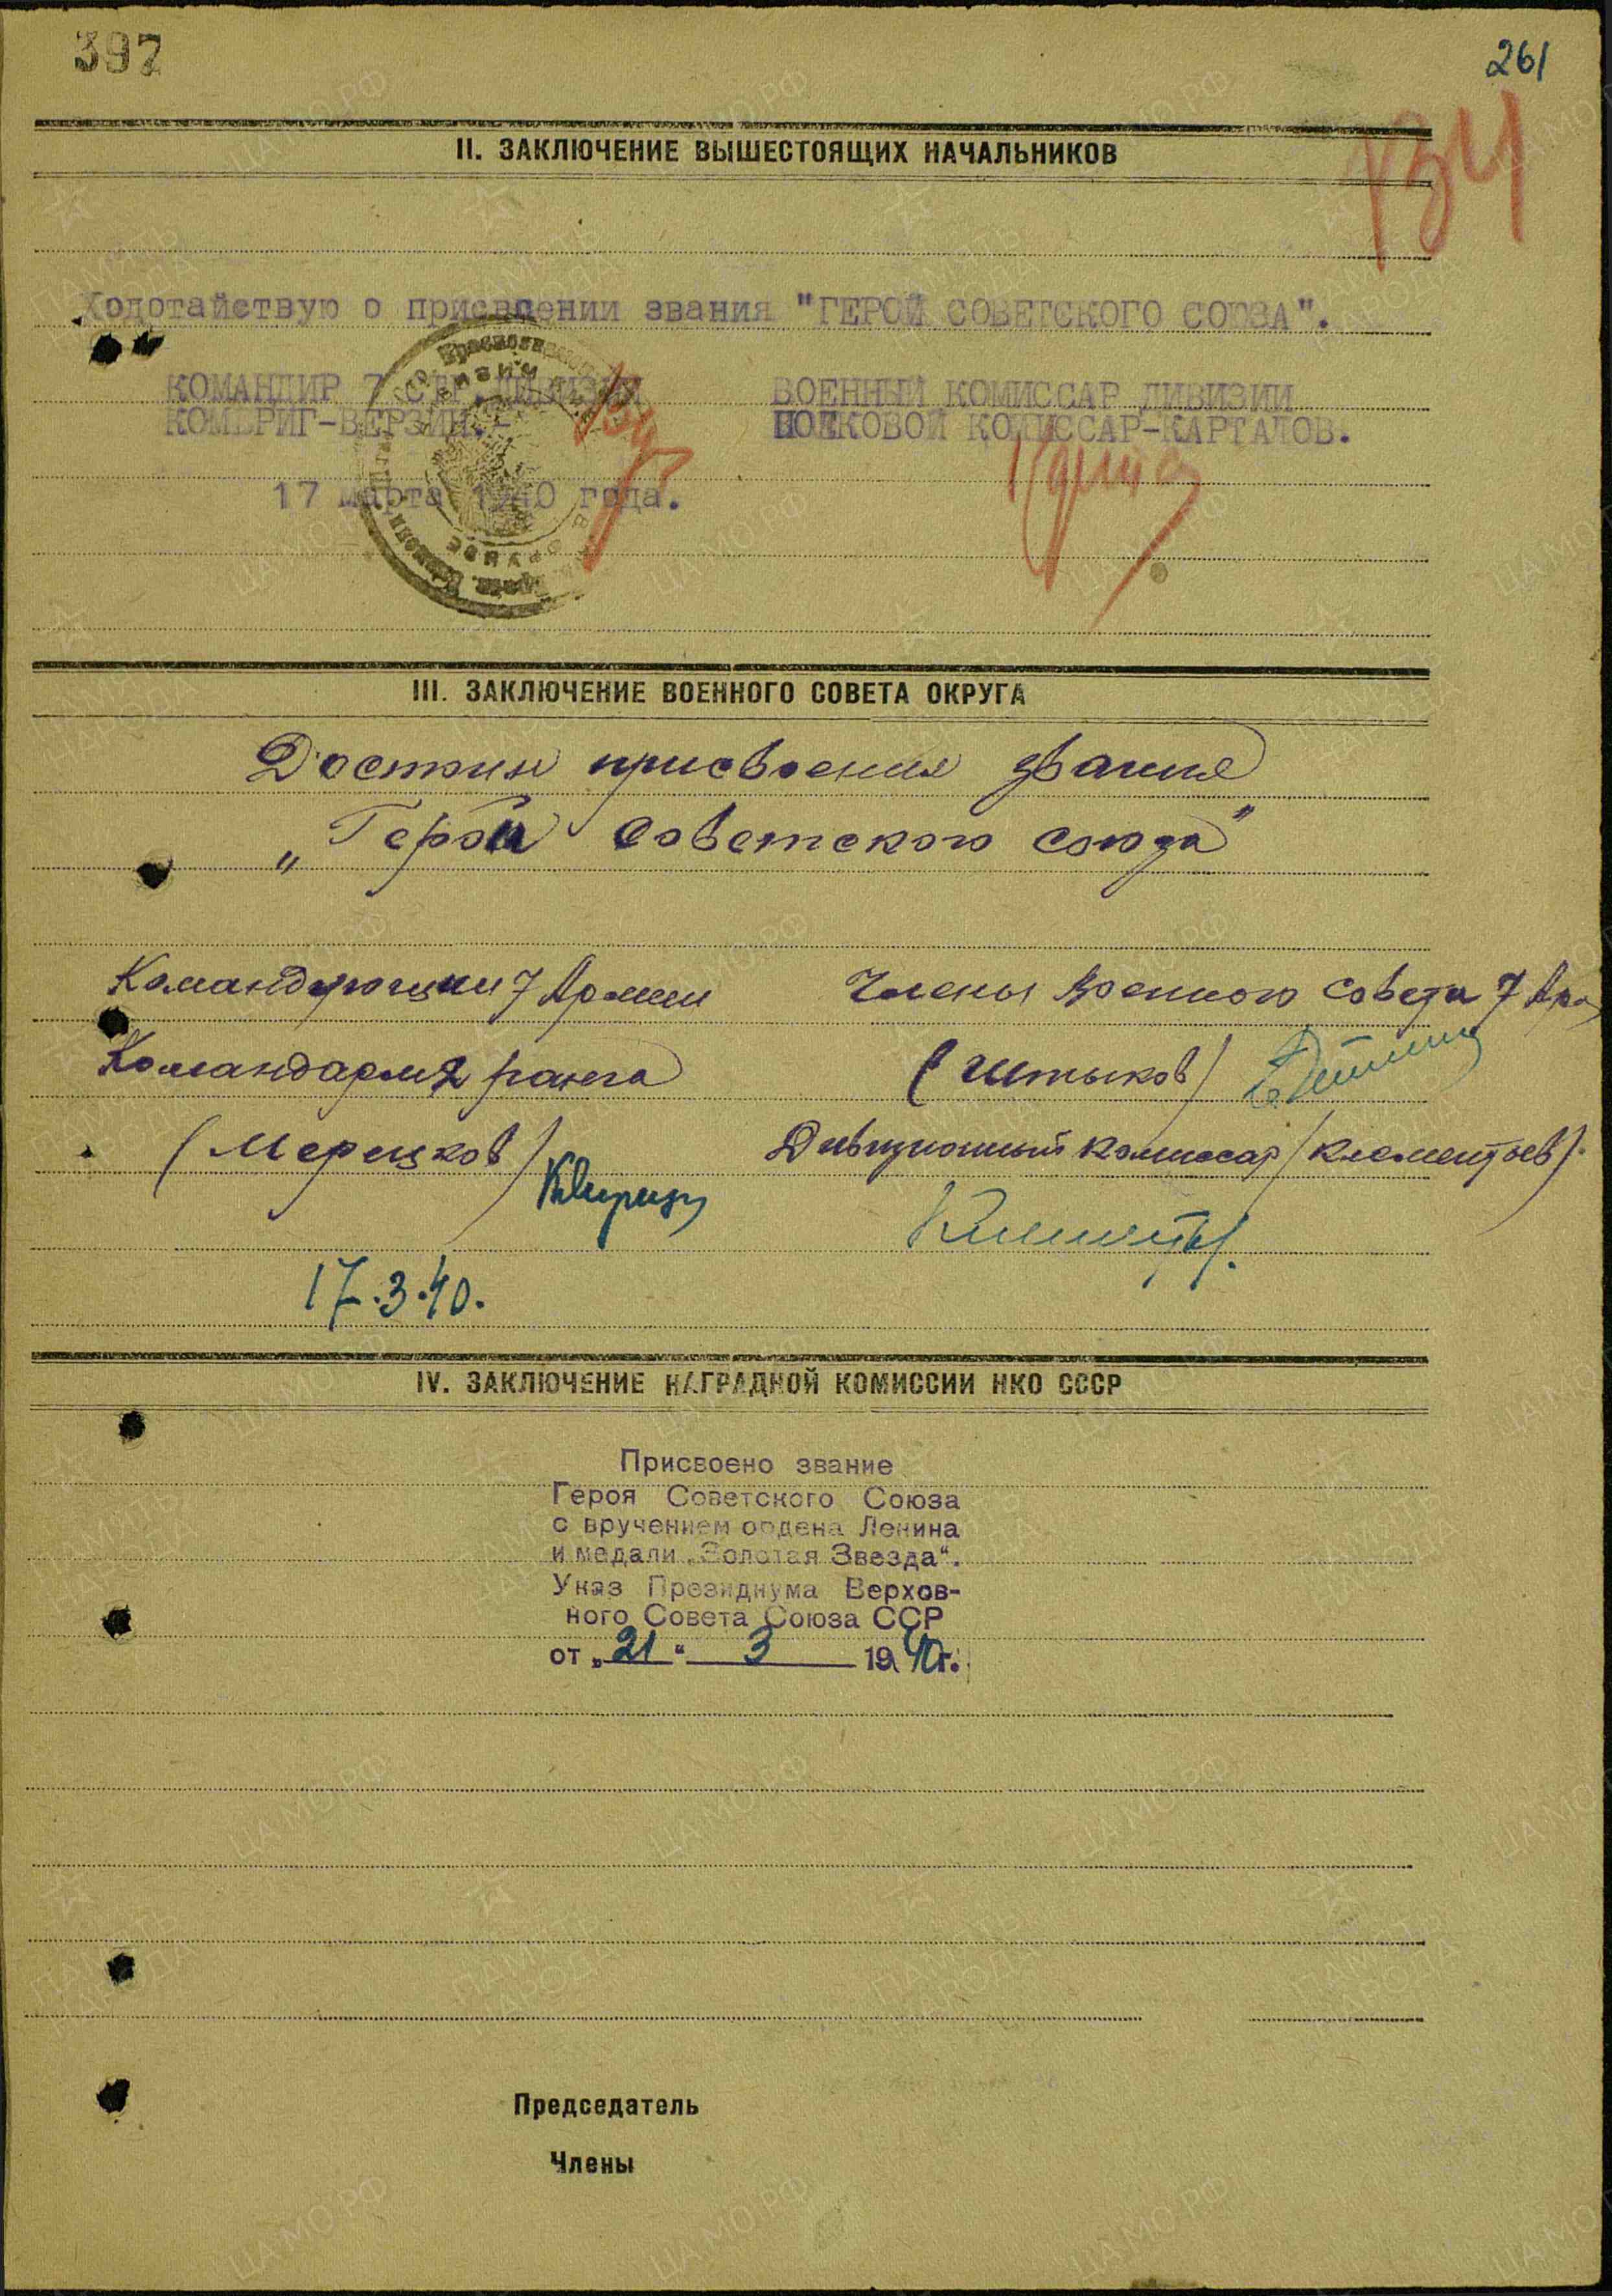 397
261
134
II. ЗАКЛЮЧЕНИЕ ВЫШЕСТОЯЩИХ НАЧАЛЬНИКОВ
Ходотайствую о присвоении звания "ГЕРОЙ СОВЕТСКОГО СОЮЗА".
КОМАНДИР 7 СТР. ДИВИЗИИ
КОМБРИГ-ВЕРЗИН.-
ВОЕННЫЙ КОМИССАР ДИВИЗИИ
ПОЛКОВОЙ КОМИССАР-КАРТАЛОВ.
17 марта 1940 года.
III. ЗАКЛЮЧЕНИЕ ВОЕННОГО СОВЕТА ОКРУГА
Достоин присвоения звания
„Герой Советского союза"
Командующий 7 Армии
Члены Военного Совета 7 Арм
Командарм 2 ранга
(Штыков)
(Мерецков)
Дивизионный комиссар (Клементьев).
17.3.40.
IV. ЗАКЛЮЧЕНИЕ НАГРАДНОЙ КОМИССИИ НКО СССР
Присвоено звание
Героя Советского Союза
с вручением ордена Ленина
и медали „Золотая Звезда“.
Указ Президиума Верхов-
ного Совета Союза ССР
от „21“ 3 1940г.
Председатель
Члены